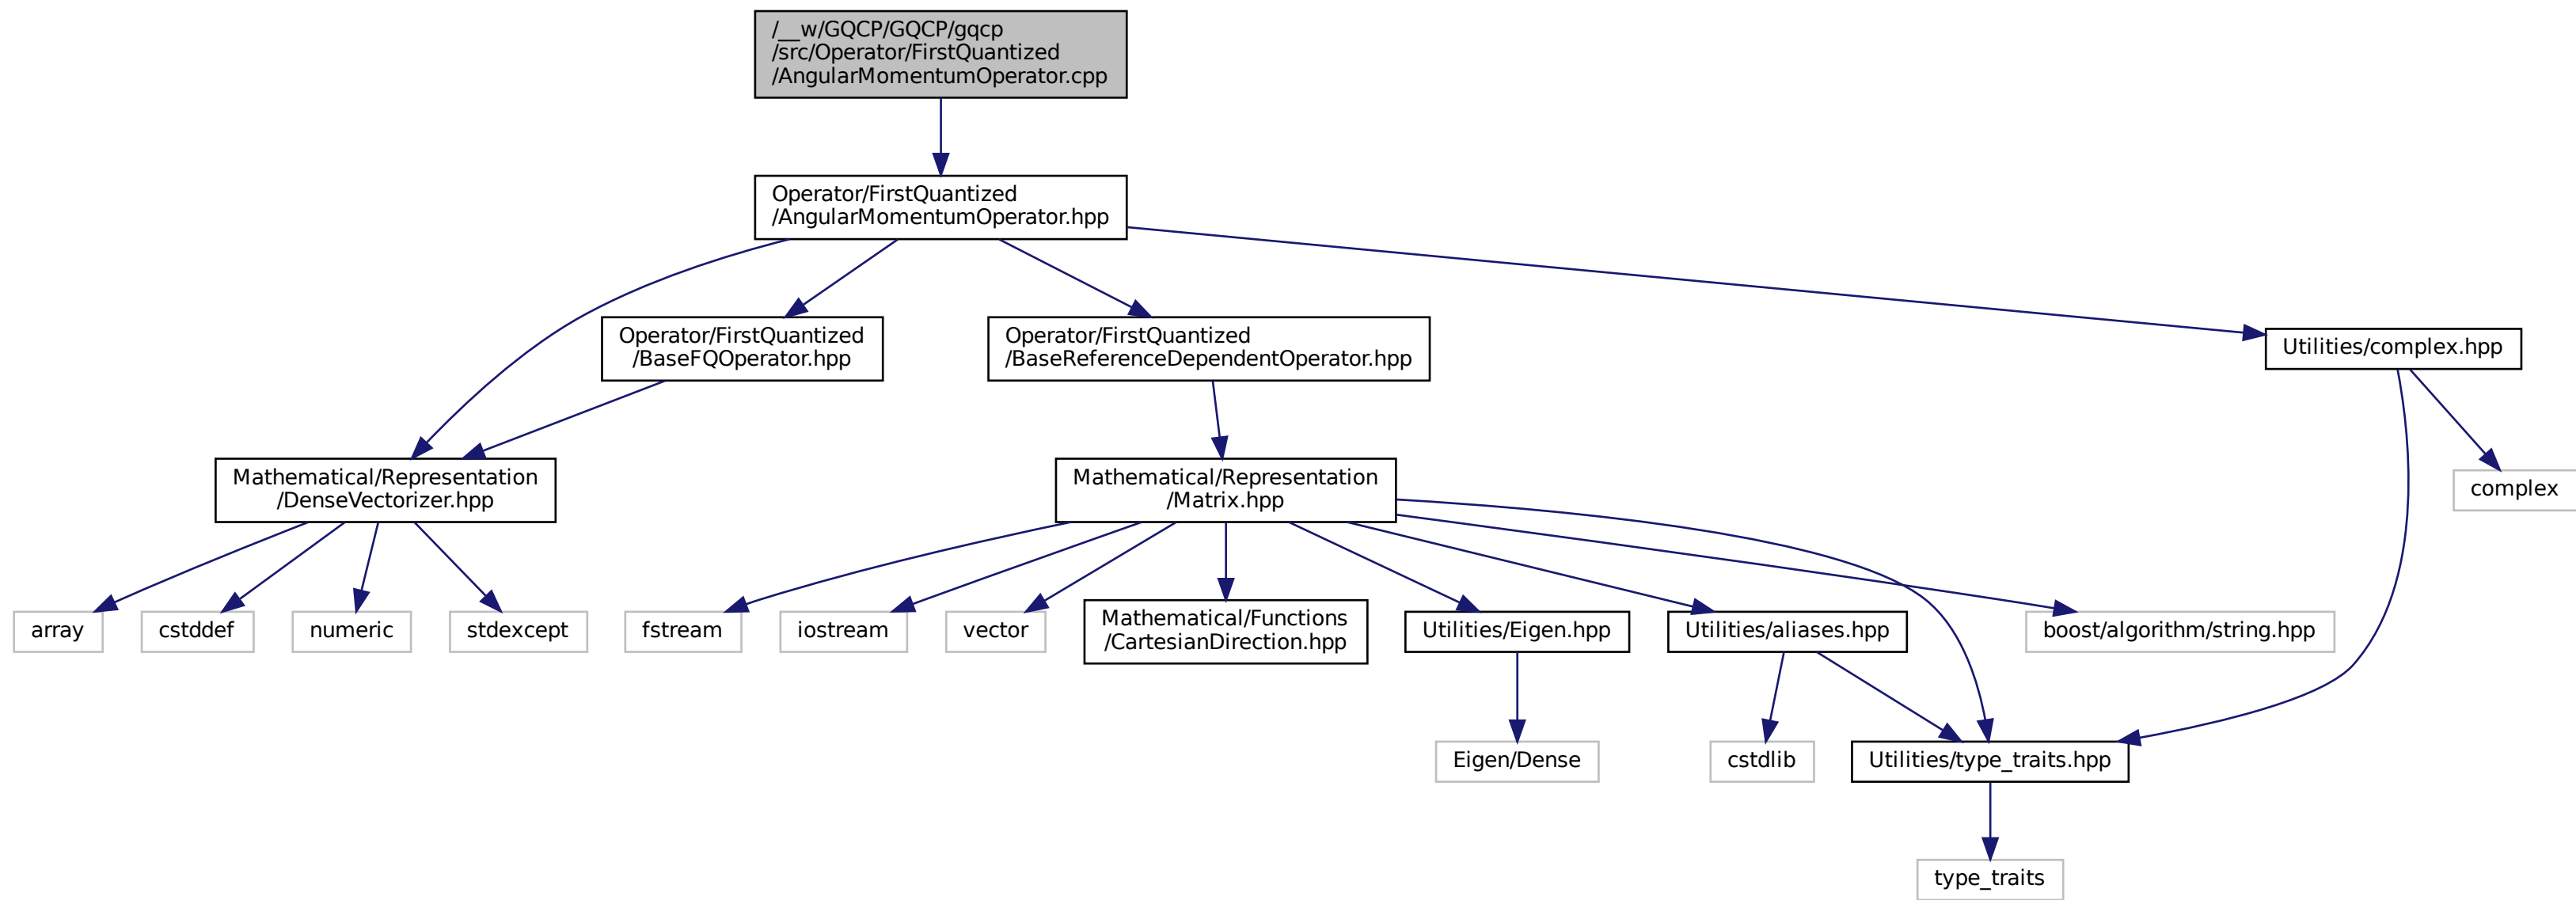 /__w/GQCP/GQCP/gqcp
/src/Operator/FirstQuantized
/AngularMomentumOperator.cpp
Operator/FirstQuantized
/AngularMomentumOperator.hpp
Operator/FirstQuantized
/BaseFQOperator.hpp
Operator/FirstQuantized
/BaseReferenceDependentOperator.hpp
Utilities/complex.hpp
Mathematical/Representation
/DenseVectorizer.hpp
Mathematical/Representation
/Matrix.hpp
complex
array
cstddef
numeric
stdexcept
fstream
iostream
vector
Mathematical/Functions
/CartesianDirection.hpp
Utilities/Eigen.hpp
Utilities/aliases.hpp
boost/algorithm/string.hpp
Eigen/Dense
cstdlib
Utilities/type_traits.hpp
type_traits